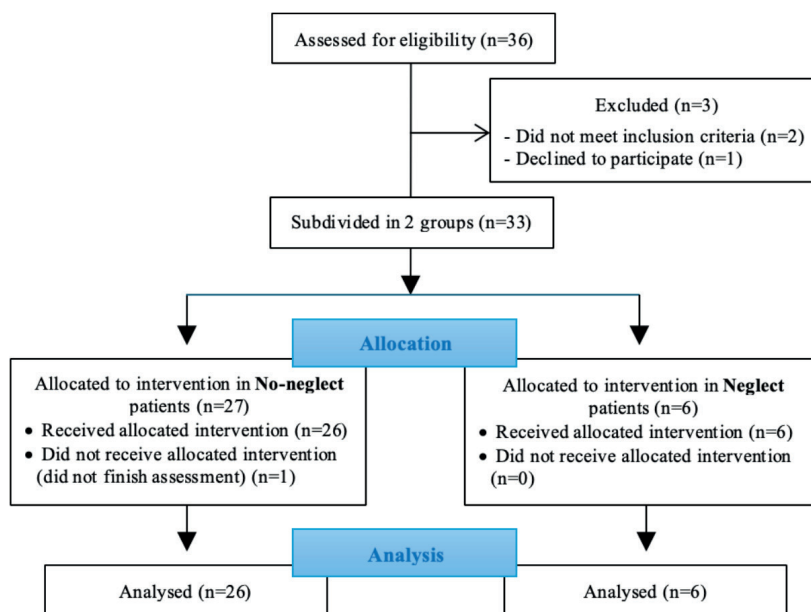 Assessed for eligibility (n=36)
Excluded (n=3)
- Did not meet inclusion criteria (n=2)
- Declined to participate (n=1)
Subdivided in 2 groups (n=33)
Allocation
Allocated to intervention in No-neglect
patients (n=27)
• Received allocated intervention (n=26)
• Did not receive allocated intervention
(did not finish assessment) (n=1)
Allocated to intervention in Neglect
patients (n=6)
• Received allocated intervention (n=6)
• Did not receive allocated intervention
(n=0)
Analysis
Analysed (n=26)
Analysed (n=6)